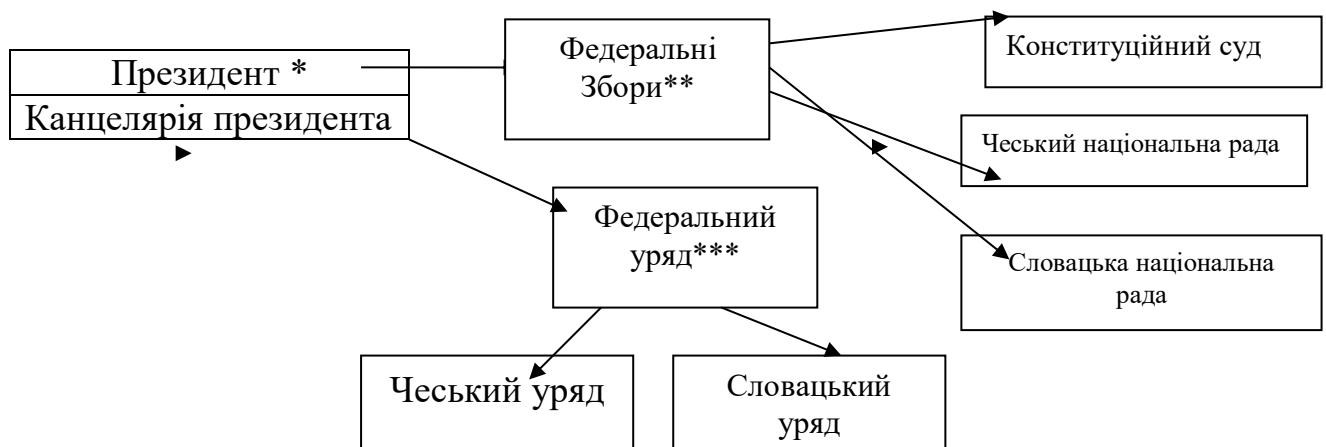 Президент *
Канцелярія президента
Федеральні
Збори**
Конституційний суд
Чеський національна рада
Федеральний
уряд***
Словацька національна
рада
Чеський уряд
Словацький
уряд